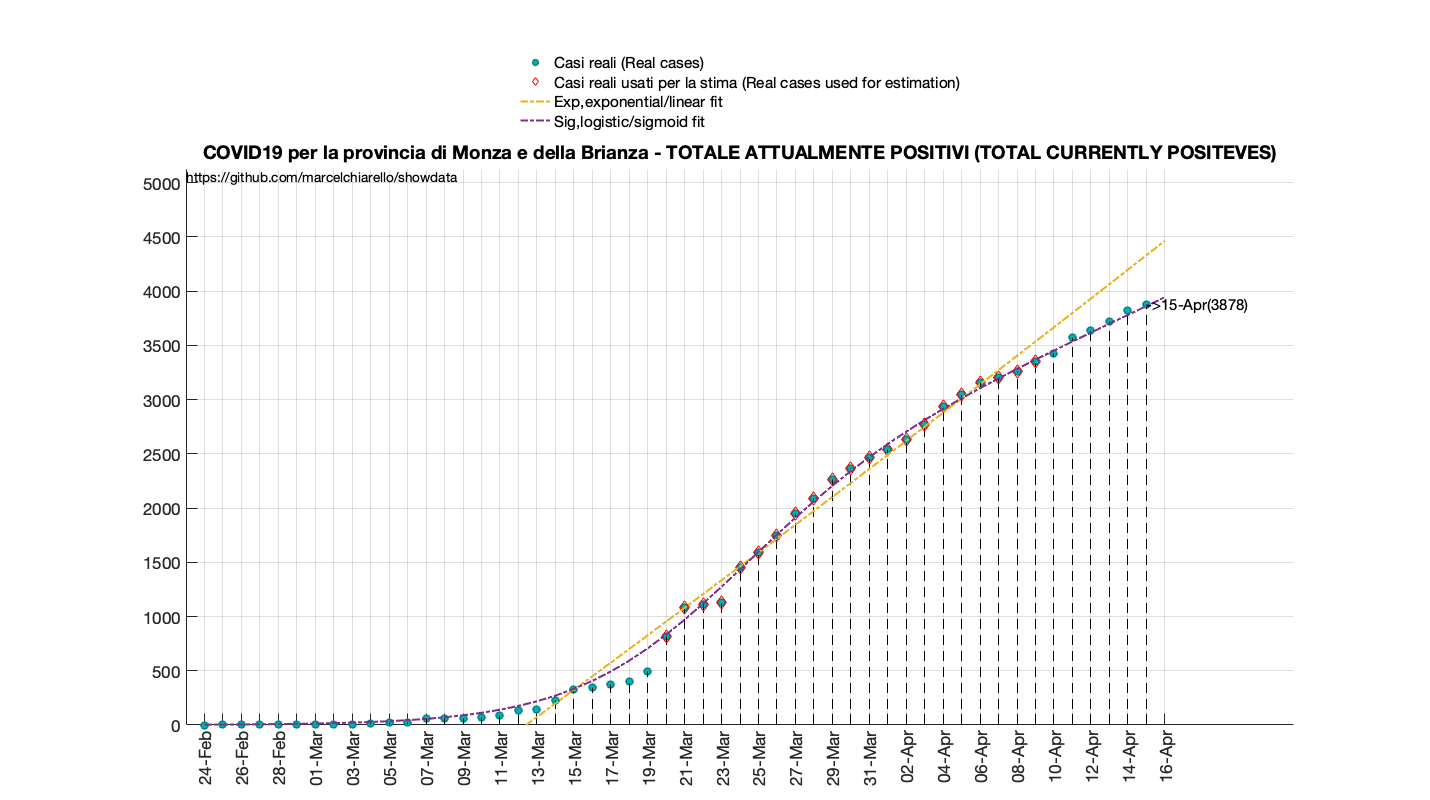 Casi reali (Real cases)
Casi reali usati per la stima (Real cases used for estimation)
Exp,exponential/linear fit
Sig,logistic/sigmoid fit
COVID19 per la provincia di Monza e della Brianza - TOTALE ATTUALMENTE POSITIVI (TOTAL CURRENTLY POSITEVES)
https://github.com/marcelchiarello/showdata
5000
4500
4000
3500
3000
2500
2000
1500
1000
500
0
>15-Apr(3878)
24-Feb
26-Feb
28-Feb
01-Mar
03-Mar
05-Mar
07-Mar
09-Mar
11-Mar
13-Mar
15-Mar
17-Mar
19-Mar
21-Mar
23-Mar
25-Mar
27-Mar
29-Mar
31-Mar
02-Apr
04-Apr
06-Apr
08-Apr
10-Apr
12-Apr
14-Apr
16-Apr